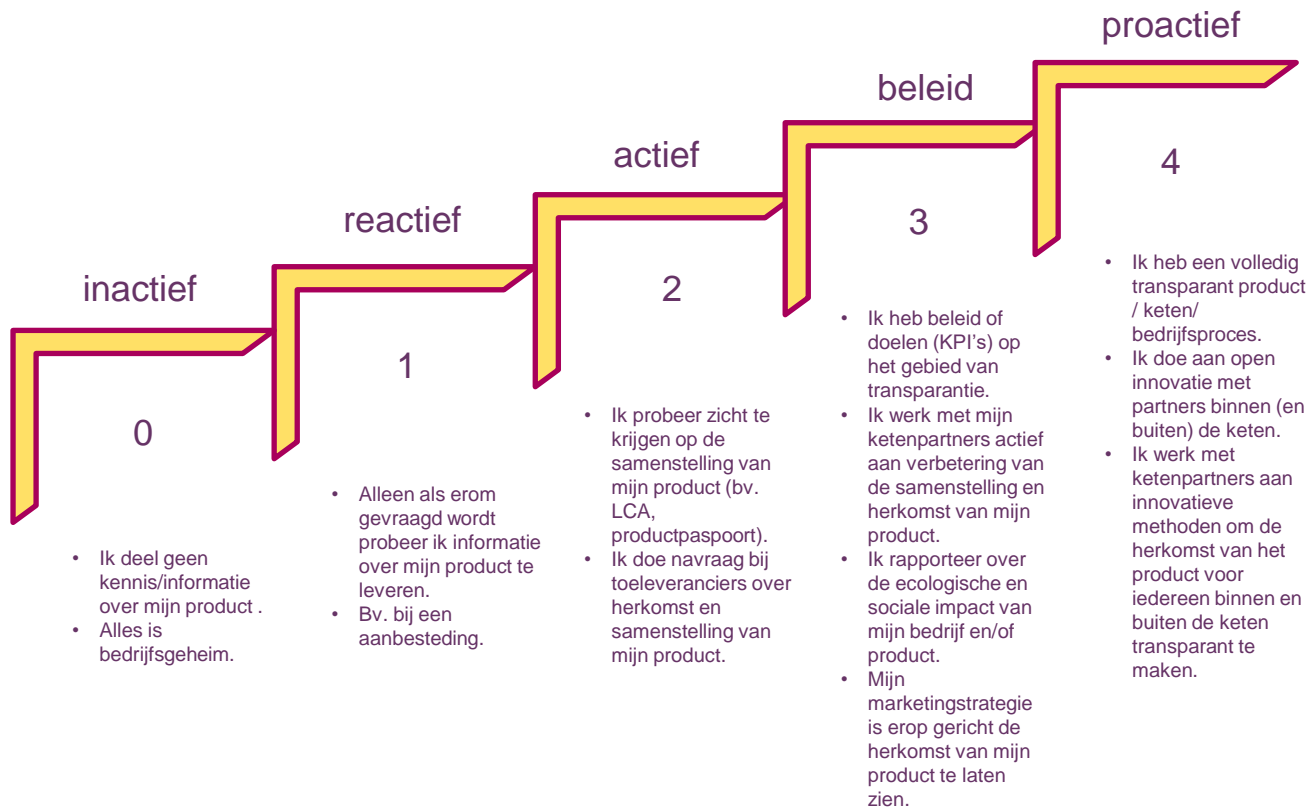 inactief
0
• Ik deel geen
kennis/informatie
over mijn product .
• Alles is
bedrijfsgeheim.
reactief
1
• Alleen als erom
gevraagd wordt
probeer ik informatie
over mijn product te
leveren.
• Bv. bij een
aanbesteding.
actief
2
• Ik probeer zicht te
krijgen op de
samenstelling van
mijn product (bv.
LCA,
productpaspoort).
• Ik doe navraag bij
toeleveranciers over
herkomst en
samenstelling van
mijn product.
beleid
3
• Ik heb beleid of
doelen (KPI's) op
het gebied van
transparantie.
• Ik werk met mijn
ketenpartners actief
aan verbetering van
de samenstelling en
herkomst van mijn
product.
• Ik rapporteer over
de ecologische en
sociale impact van
mijn bedrijf en/of
product.
• Mijn
marketingstrategie
is erop gericht de
herkomst van mijn
product te laten
zien.
proactief
4
• Ik heb een volledig
transparant product
/ keten/
bedrijfsproces.
• Ik doe aan open
innovatie met
partners binnen (en
buiten) de keten.
• Ik werk met
ketenpartners aan
innovatieve
methoden om de
herkomst van het
product voor
iedereen binnen en
buiten de keten
transparant te
maken.